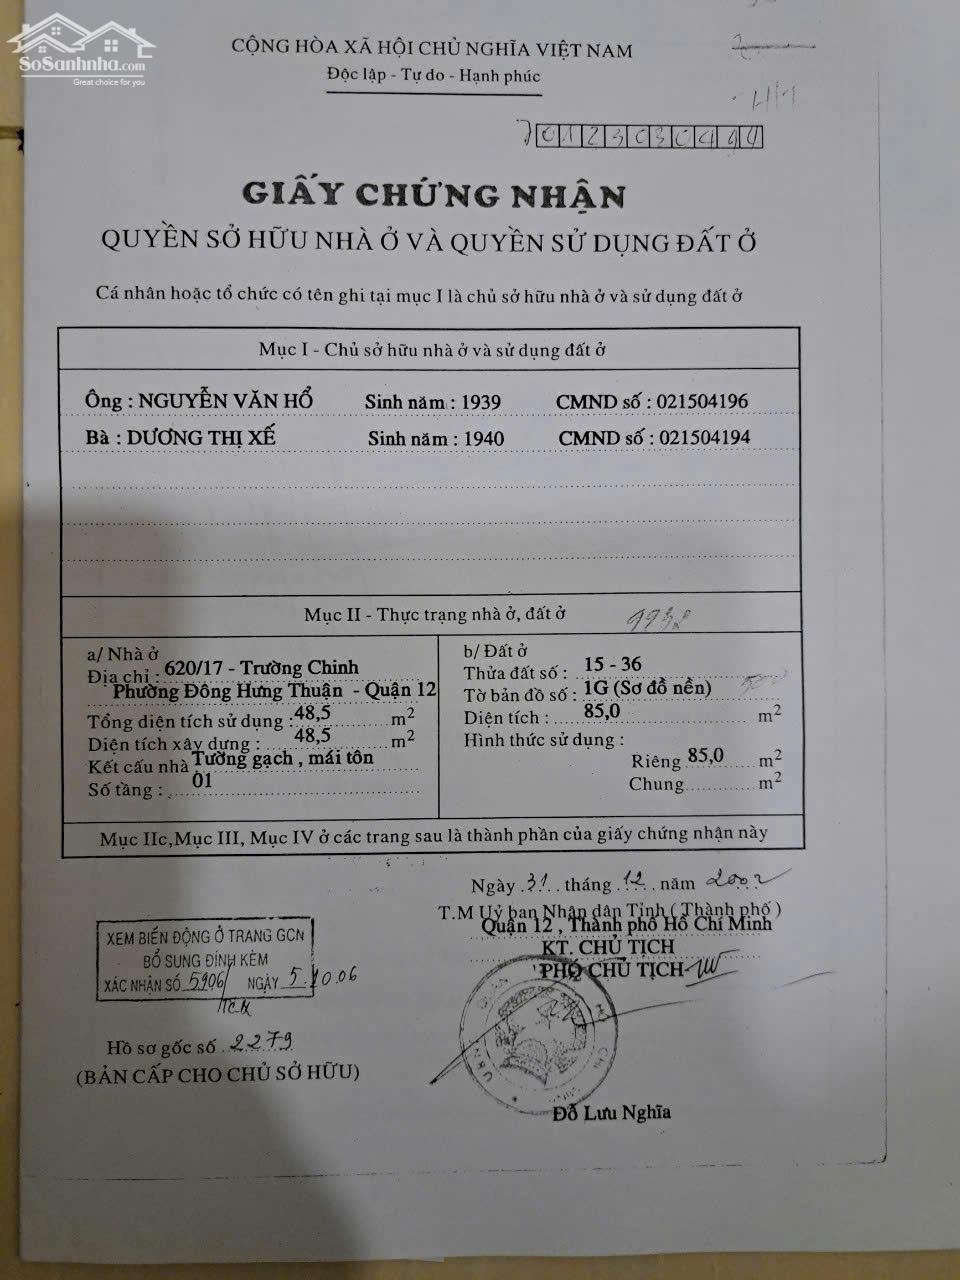 SoSanhnha.com
Great choice for you
CỘNG HÒA XÃ HỘI CHỦ NGHĨA VIỆT NAM
Độc lập - Tự do - Hạnh phúc
GIẤY CHỨNG NHẬN
QUYỀN SỞ HỮU NHÀ Ở VÀ QUYỀN SỬ DỤNG ĐẤT Ở
Cá nhân hoặc tổ chức có tên ghi tại mục I là chủ sở hữu nhà ở và sử dụng đất ở
Mục I - Chủ sở hữu nhà ở và sử dụng đất ở
Ông : NGUYỄN VĂN HỔ Sinh năm : 1939 CMND số : 021504196
Bà : DƯƠNG THỊ XẾ Sinh năm : 1940 CMND số : 021504194
Mục II - Thực trạng nhà ở, đất ở
a/ Nhà ở
Địa chỉ : 620/17 - Trường Chinh
Phường Đông Hưng Thuận - Quận 12
Tổng diện tích sử dụng : 48,5 m2
Diện tích xây dựng : 48,5 m2
Kết cấu nhà Tường gạch , mái tôn
Số tầng : 01
b/ Đất ở
Thửa đất số : 15 - 36
Tờ bản đồ số : 1G (Sơ đồ nền)
Diện tích : 85,0 m2
Hình thức sử dụng :
Riêng 85,0 m2
Chung m2
Mục IIc,Mục III, Mục IV ở các trang sau là thành phần của giấy chứng nhận này
Ngày 31 tháng 12 năm 2002
T.M Uỷ ban Nhân dân Tỉnh ( Thành phố )
Quận 12 , Thành phố Hồ Chí Minh
KT. CHỦ TỊCH
PHÓ CHỦ TỊCH
XEM BIẾN ĐỘNG Ở TRANG GCN
BỔ SUNG ĐÍNH KÈM
XÁC NHẬN SỐ 5906/ NGÀY 5.10.06
Hồ sơ gốc số 2279
(BẢN CẤP CHO CHỦ SỞ HỮU)
Đỗ Lưu Nghĩa